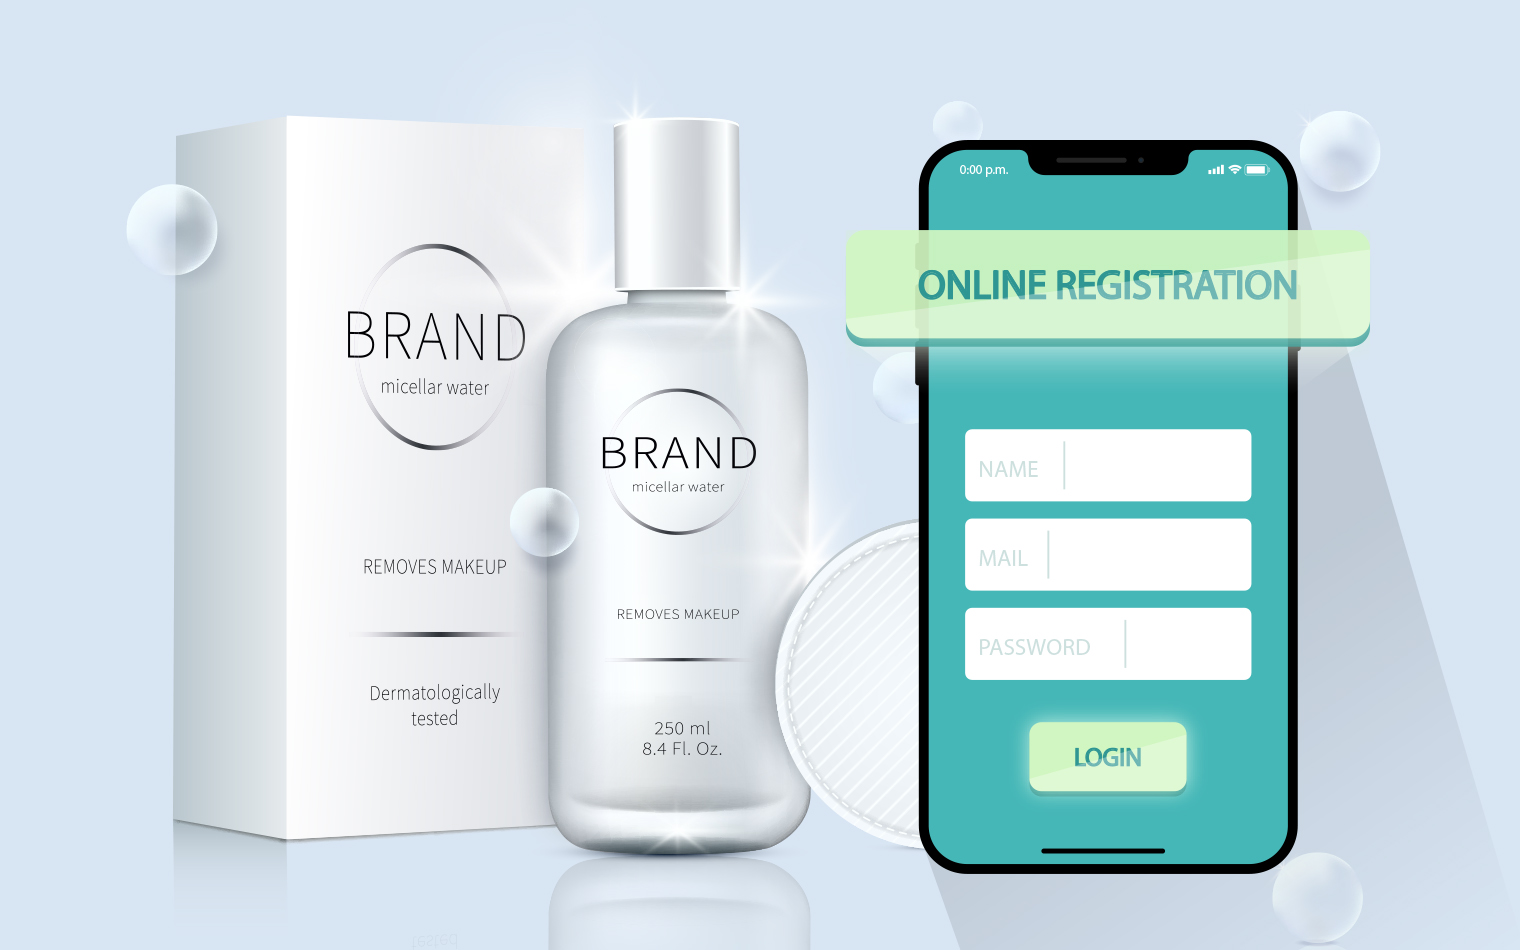 BRAND
micellar water
REMOVES MAKEUP
Dermatologically
tested
BRAND
micellar water
REMOVES MAKEUP
250 ml
8.4 Fl. Oz.
0:00 p.m.
ONLINE REGISTRATION
NAME
MAIL
PASSWORD
LOGIN
tested